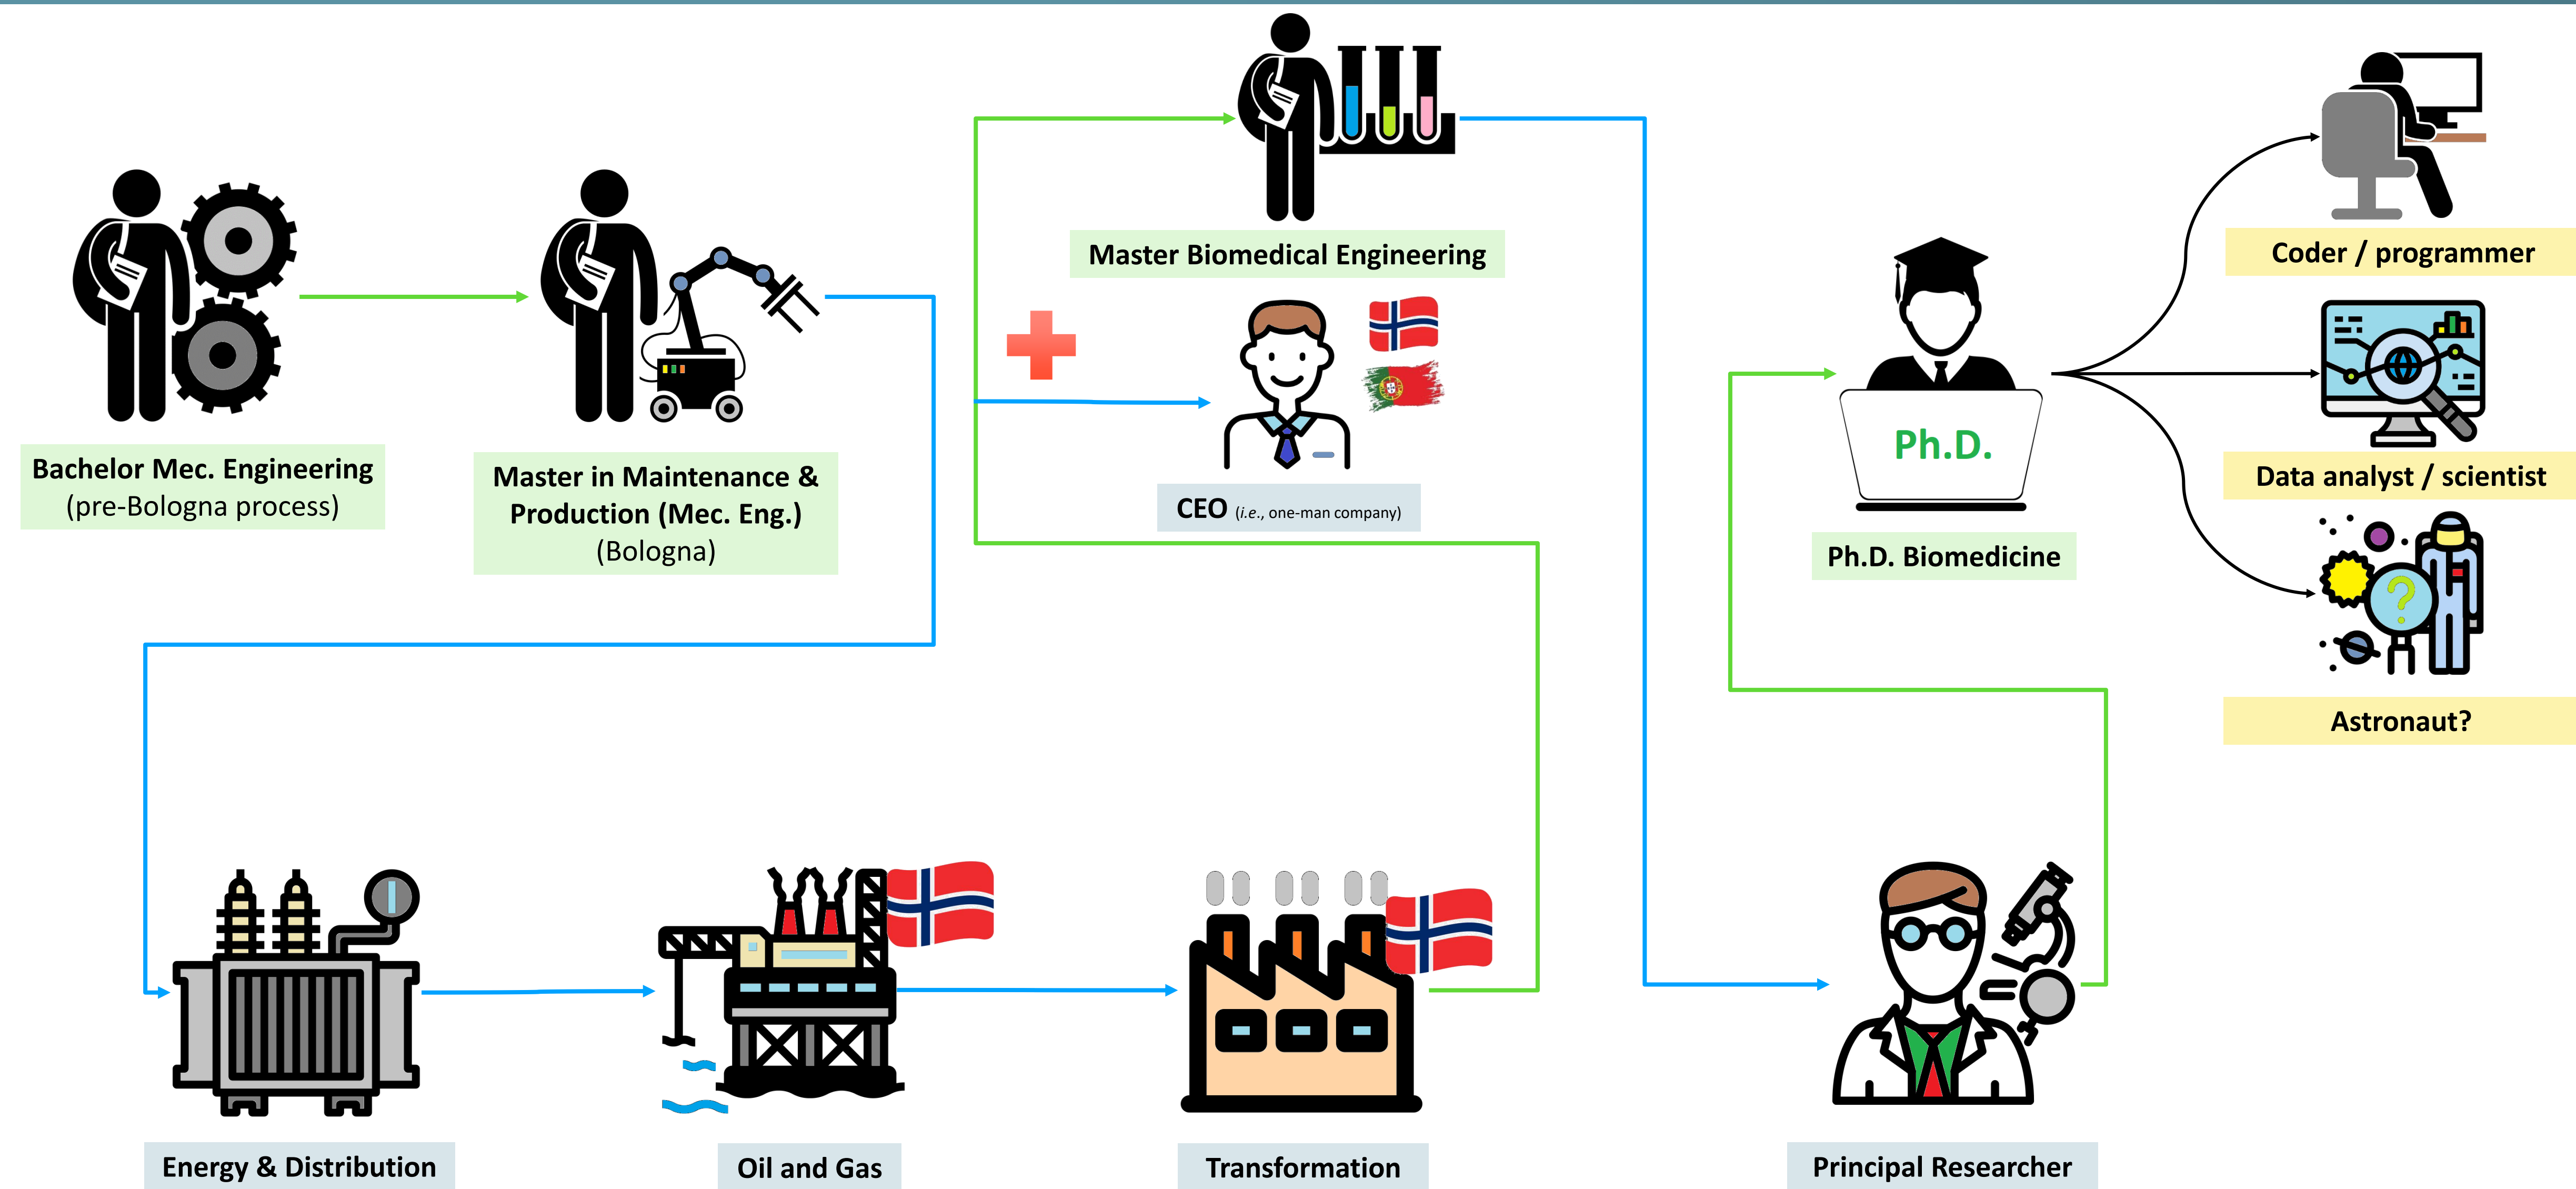 Bachelor Mec. Engineering
(pre-Bologna process)
Master in Maintenance &
Production (Mec. Eng.)
(Bologna)
Master Biomedical Engineering
CEO (i.e., one-man company)
Ph.D.
Ph.D. Biomedicine
Coder / programmer
Data analyst / scientist
?
Astronaut?
Energy & Distribution
Oil and Gas
Transformation
Principal Researcher